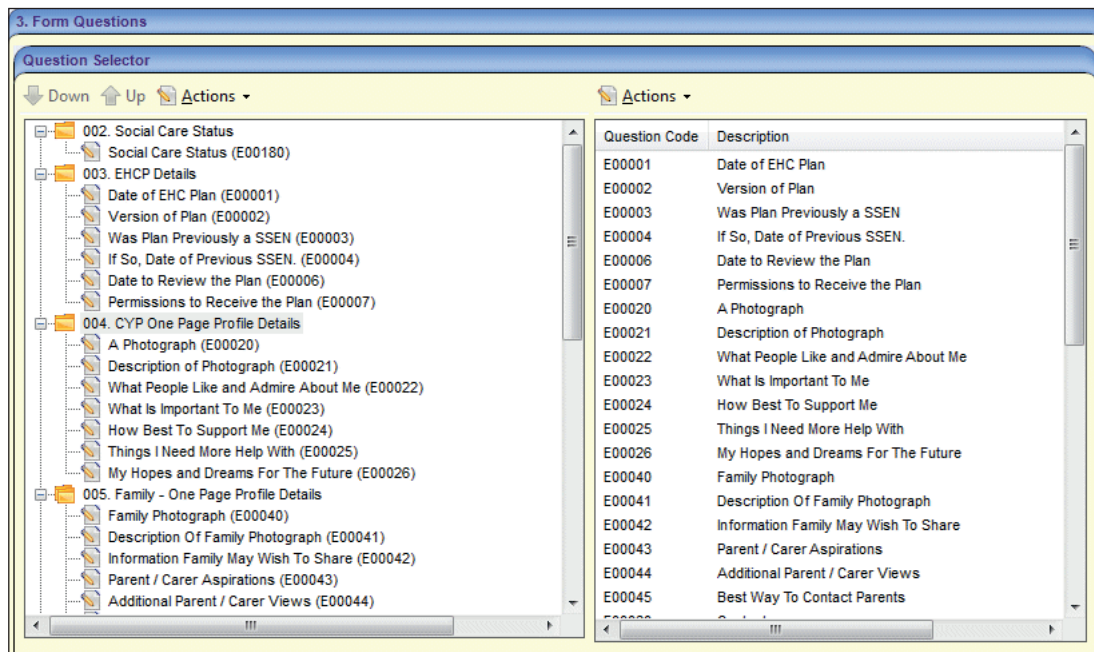 3. Form Questions
Question Selector
Down Up Actions
Actions
002. Social Care Status
Social Care Status (E00180)
003. EHCP Details
Date of EHC Plan (E00001)
Version of Plan (E00002)
Was Plan Previously a SSEN (E00003)
If So, Date of Previous SSEN. (E00004)
Date to Review the Plan (E00006)
Permissions to Receive the Plan (E00007)
004. CYP One Page Profile Details
A Photograph (E00020)
Description of Photograph (E00021)
What People Like and Admire About Me (E00022)
What Is Important To Me (E00023)
How Best To Support Me (E00024)
Things I Need More Help With (E00025)
My Hopes and Dreams For The Future (E00026)
005. Family - One Page Profile Details
Family Photograph (E00040)
Description Of Family Photograph (E00041)
Information Family May Wish To Share (E00042)
Parent / Carer Aspirations (E00043)
Additional Parent / Carer Views (E00044)
Question Code Description
E00001 Date of EHC Plan
E00002 Version of Plan
E00003 Was Plan Previously a SSEN
E00004 If So, Date of Previous SSEN.
E00006 Date to Review the Plan
E00007 Permissions to Receive the Plan
E00020 A Photograph
E00021 Description of Photograph
E00022 What People Like and Admire About Me
E00023 What Is Important To Me
E00024 How Best To Support Me
E00025 Things I Need More Help With
E00026 My Hopes and Dreams For The Future
E00040 Family Photograph
E00041 Description Of Family Photograph
E00042 Information Family May Wish To Share
E00043 Parent / Carer Aspirations
E00044 Additional Parent / Carer Views
E00045 Best Way To Contact Parents